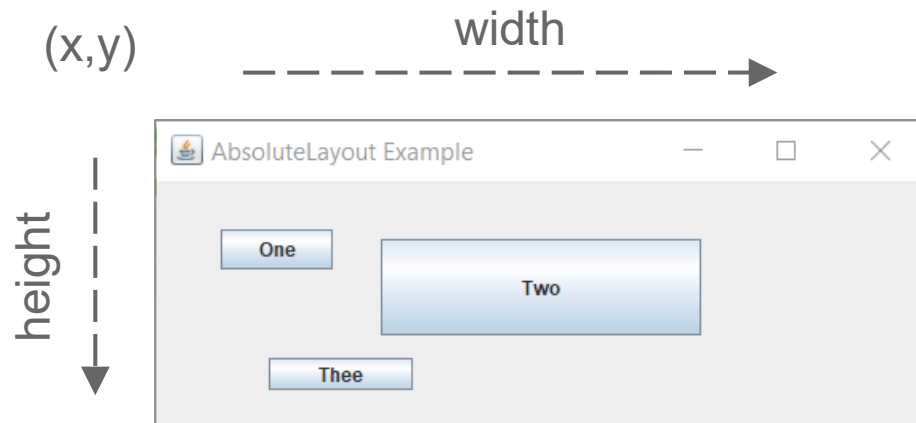 (x,y)
width
height
AbsoluteLayout Example
One
Two
Thee